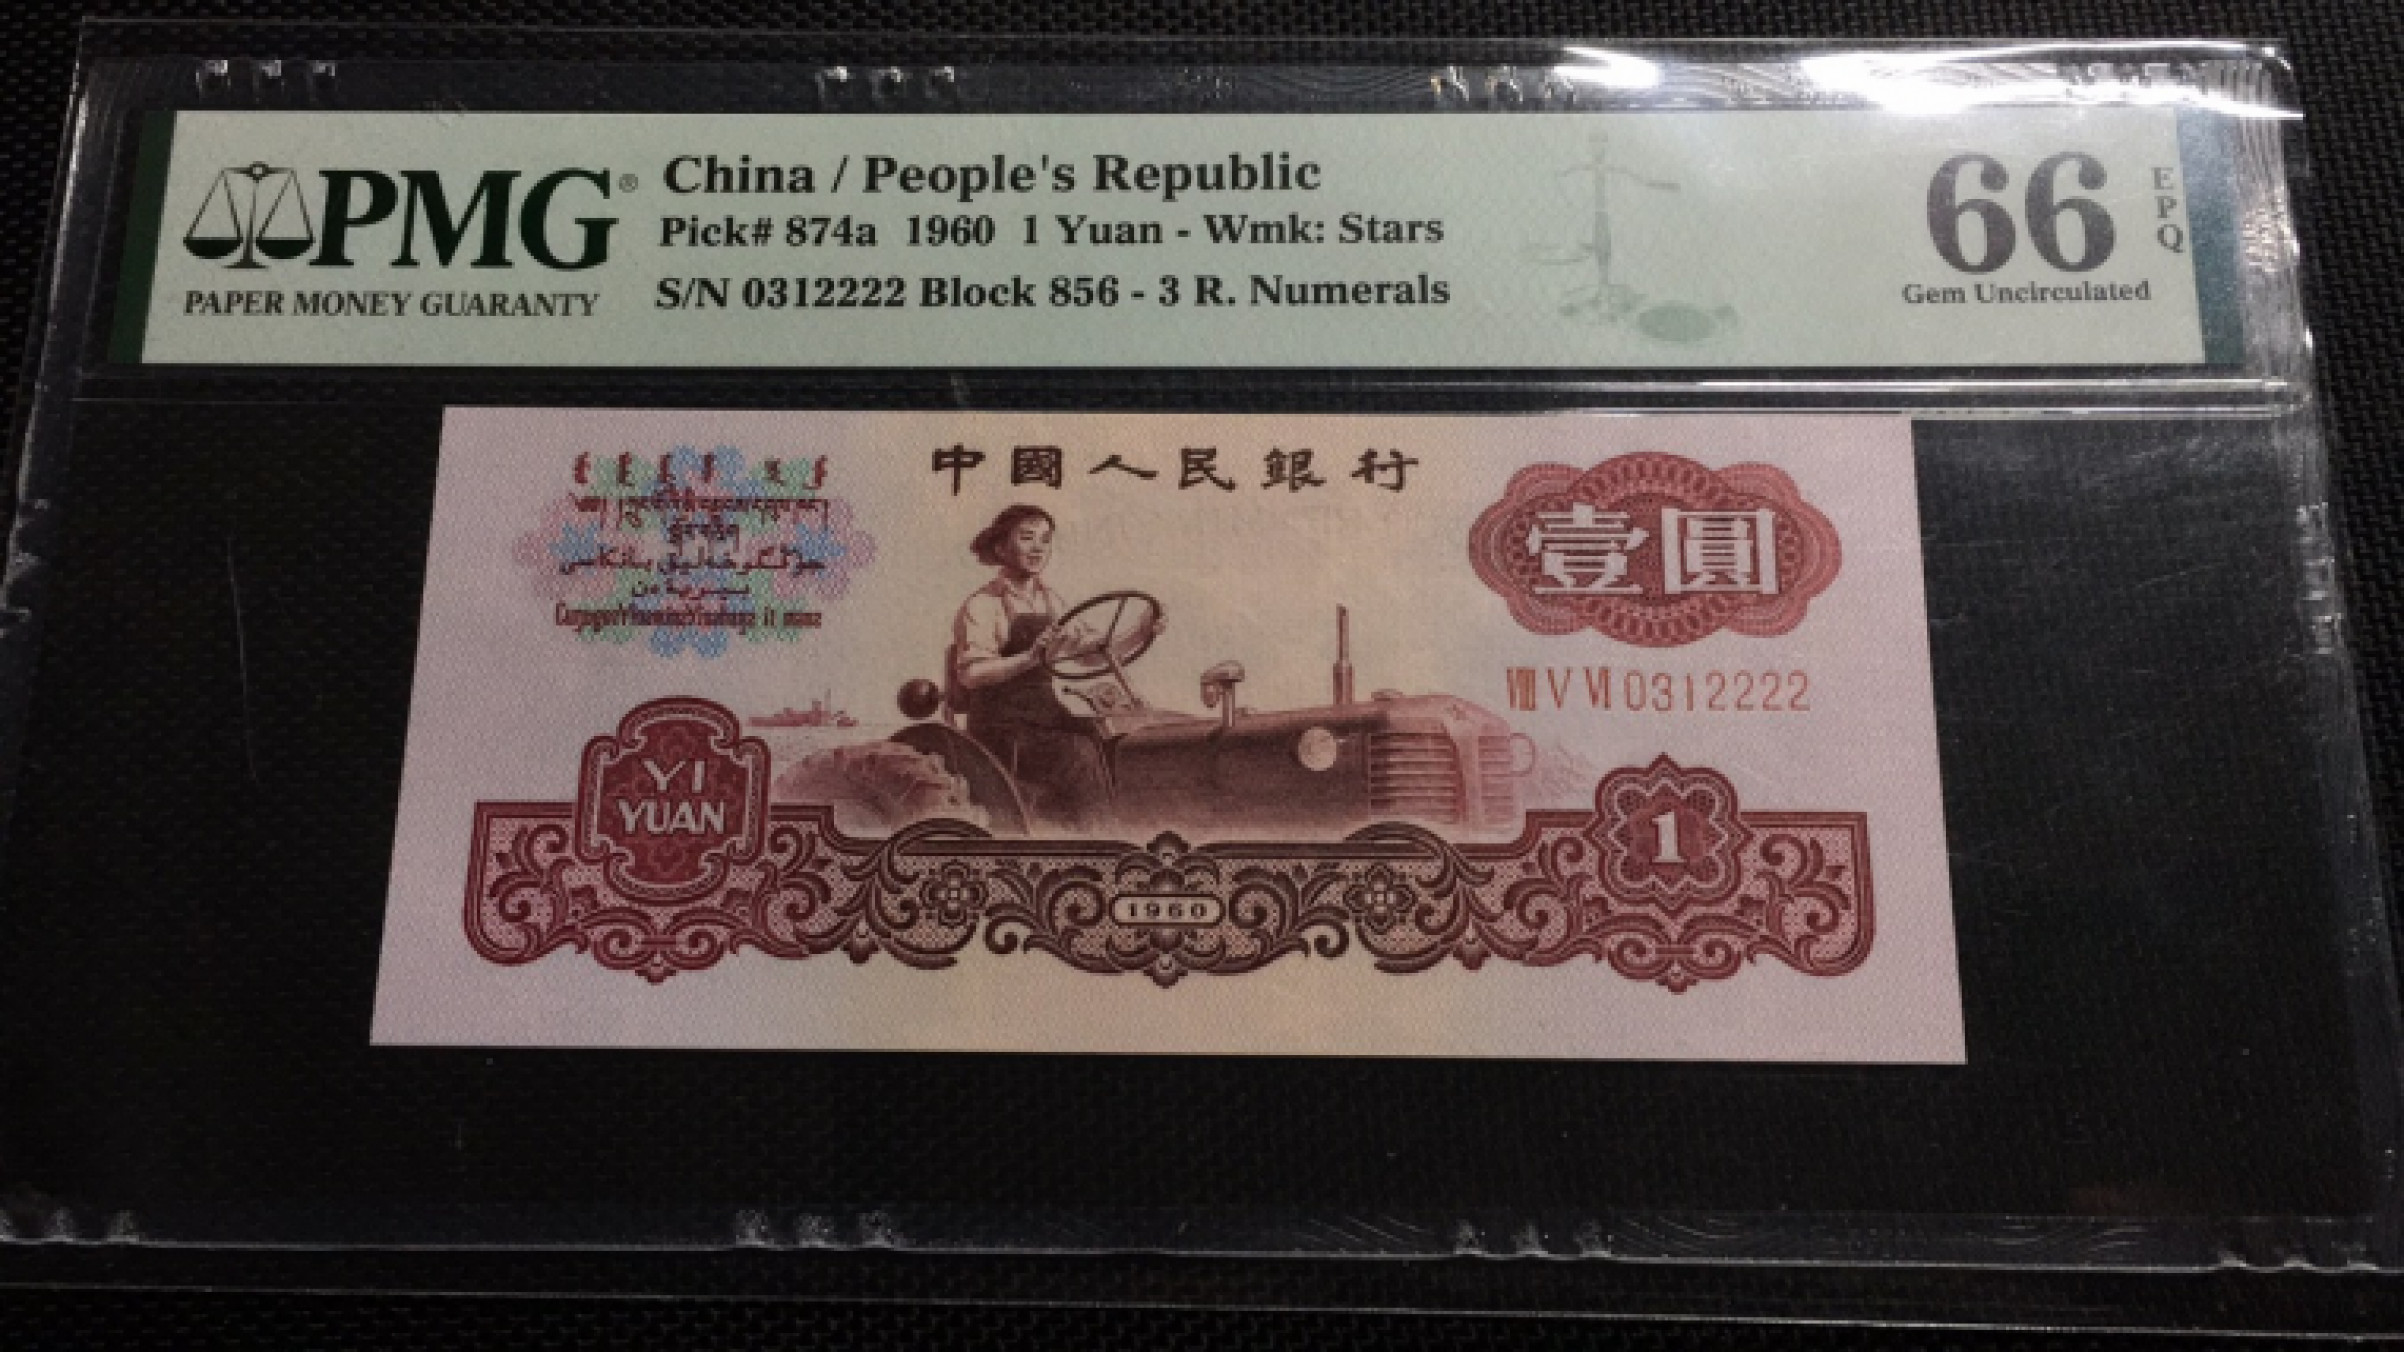 PMG®
PAPER MONEY GUARANTY
China / People's Republic
Pick# 874a 1960 1 Yuan - Wmk: Stars
S/N 0312222 Block 856 - 3 R. Numerals
66
EPQ
Gem Uncirculated
中國人民銀行
壹圓
VIII V VI 0312222
YI
YUAN
1
1960